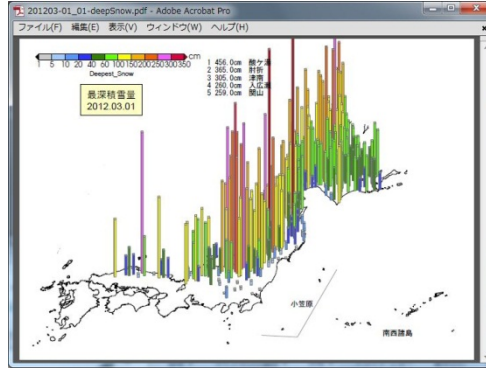 201203-01_01-deepSnow.pdf - Adobe Acrobat Pro
ファイル(F) 編集(E) 表示(V) ウィンドウ(W) ヘルプ(H)
cm
1 5 10 20 40 60 100 150 200 250 300 350
Deepest_Snow
1 456.0cm 酸ケ湯
2 365.0cm 肘折
3 305.0cm 津南
4 260.0cm 入広瀬
5 259.0cm 関山
最深積雪量
2012.03.01
小笠原
南西諸島